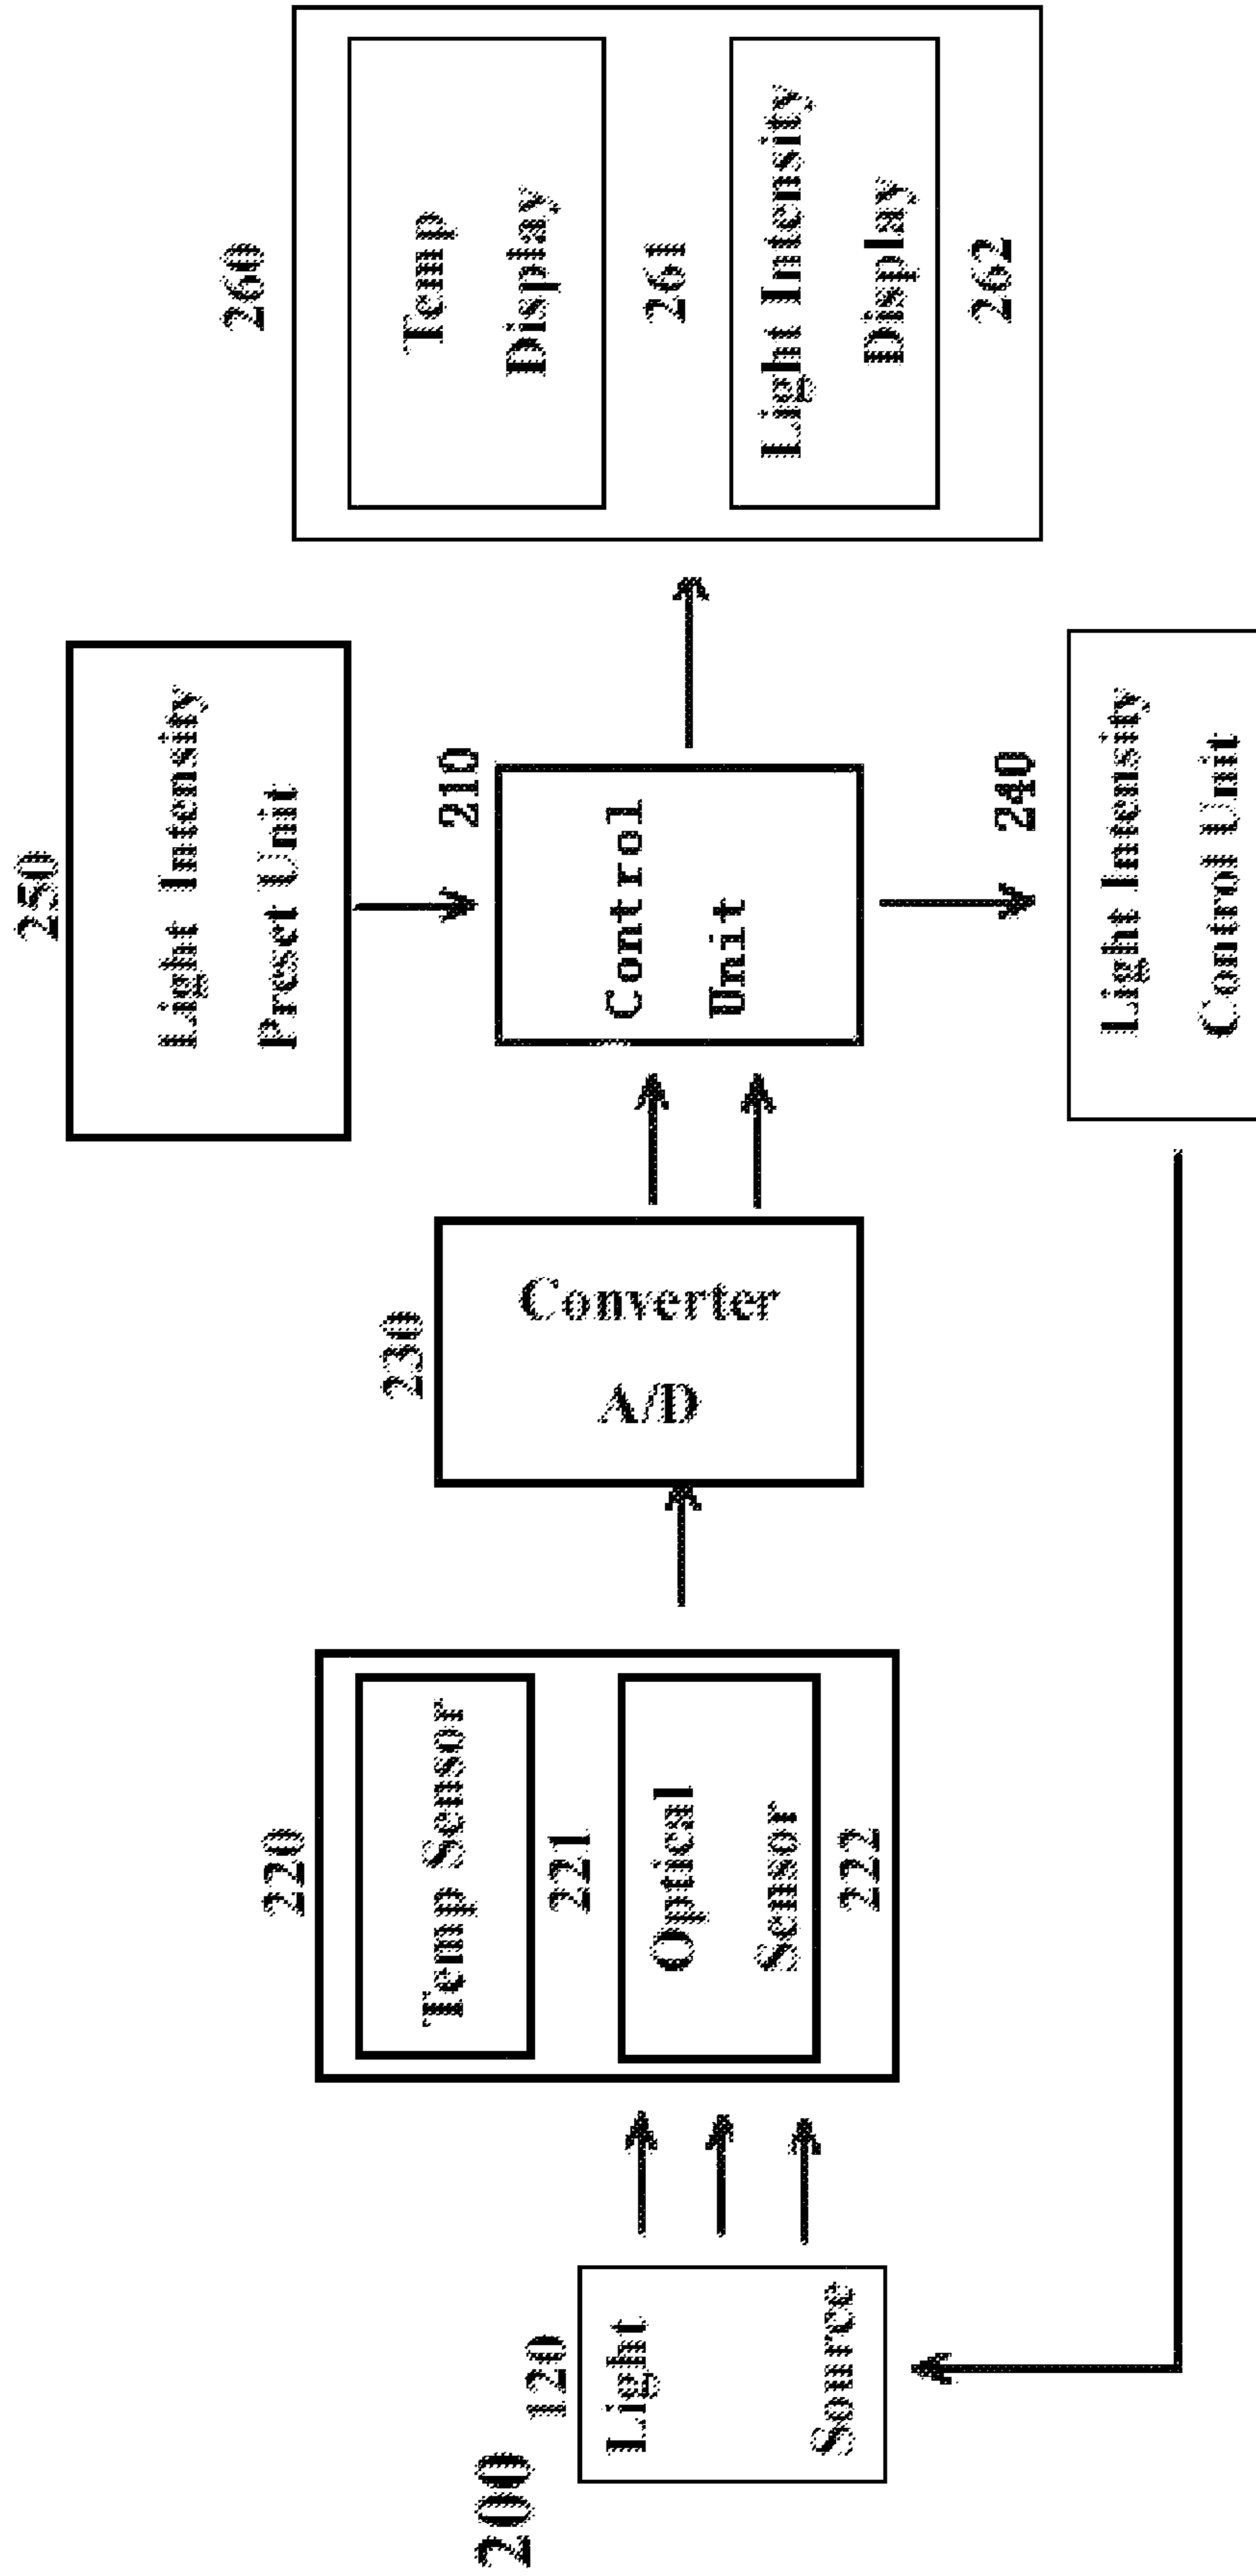 200
120
Light
Source
220
Temp Sensor
221
Optical
Sensor
222
230
Converter
A/D
250
Light Intensity
Preset Unit
210
Control
Unit
240
Light Intensity
Control Unit
260
Temp
Display
261
Light Intensity
Display
262